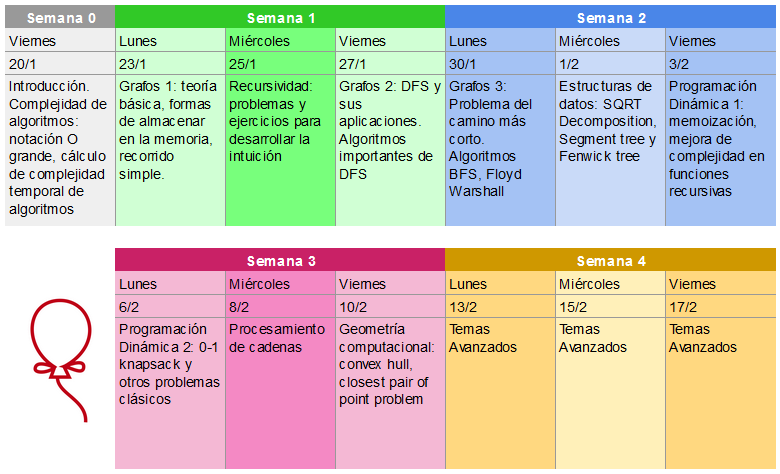 Semana 0
Semana 1
Semana 2
Viernes
Lunes
Miércoles
Viernes
Lunes
Miércoles
Viernes
20/1
23/1
25/1
27/1
30/1
1/2
3/2
Introducción.
Complejidad de
algoritmos:
notación O
grande, cálculo
de complejidad
temporal de
algoritmos
Grafos 1: teoría
básica, formas
de almacenar
en la memoria,
recorrido
simple.
Recursividad:
problemas y
ejercicios para
desarrollar la
intuición
Grafos 2: DFS y
sus
aplicaciones.
Algoritmos
importantes de
DFS
Grafos 3:
Problema del
camino más
corto.
Algoritmos
BFS, Floyd
Warshall
Estructuras de
datos: SQRT
Decomposition,
Segment tree y
Fenwick tree
Programación
Dinámica 1:
memoización,
mejora de
complejidad en
funciones
recursivas
Semana 3
Semana 4
Lunes
Miércoles
Viernes
Lunes
Miércoles
Viernes
6/2
8/2
10/2
13/2
15/2
17/2
Programación
Dinámica 2: 0-1
knapsack y
otros problemas
clásicos
Procesamiento
de cadenas
Geometría
computacional:
convex hull,
closest pair of
point problem
Temas
Avanzados
Temas
Avanzados
Temas
Avanzados